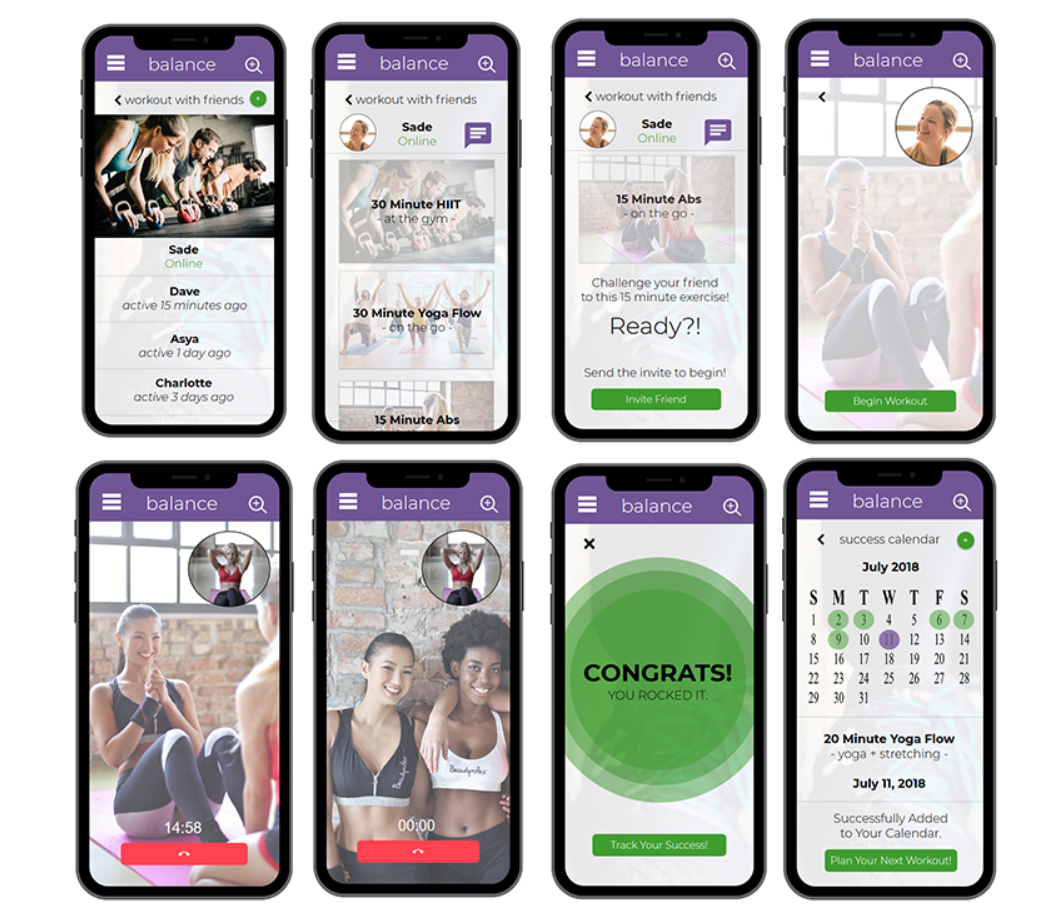 balance
workout with friends
+
Sade
Online
Dave
active 15 minutes ago
Asya
active 1 day ago
Charlotte
active 3 days ago
balance
workout with friends
Sade
Online
30 Minute HIIT
- at the gym -
30 Minute Yoga Flow
- on the go -
15 Minute Abs
balance
workout with friends
Sade
Online
15 Minute Abs
- on the go -
Challenge your friend
to this 15 minute exercise!
Ready?!
Send the invite to begin!
Invite Friend
balance
Begin Workout
balance
14:58
balance
Beautyrobic
Beautyrobic
00:00
balance
CONGRATS!
YOU ROCKED IT.
Track Your Success!
balance
success calendar
+
July 2018
S M T W T F S
1 2 3 4 5 6 7
8 9 10 11 12 13 14
15 16 17 18 19 20 21
22 23 24 25 26 27 28
29 30 31
20 Minute Yoga Flow
- yoga + stretching -
July 11, 2018
Successfully Added
to Your Calendar.
Plan Your Next Workout!